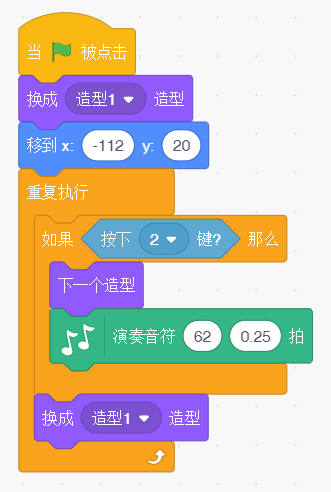 当 被点击
换成 造型1 造型
移到 x: -112 y: 20
重复执行
如果 按下 2 键? 那么
下一个造型
演奏音符 62 0.25 拍
换成 造型1 造型